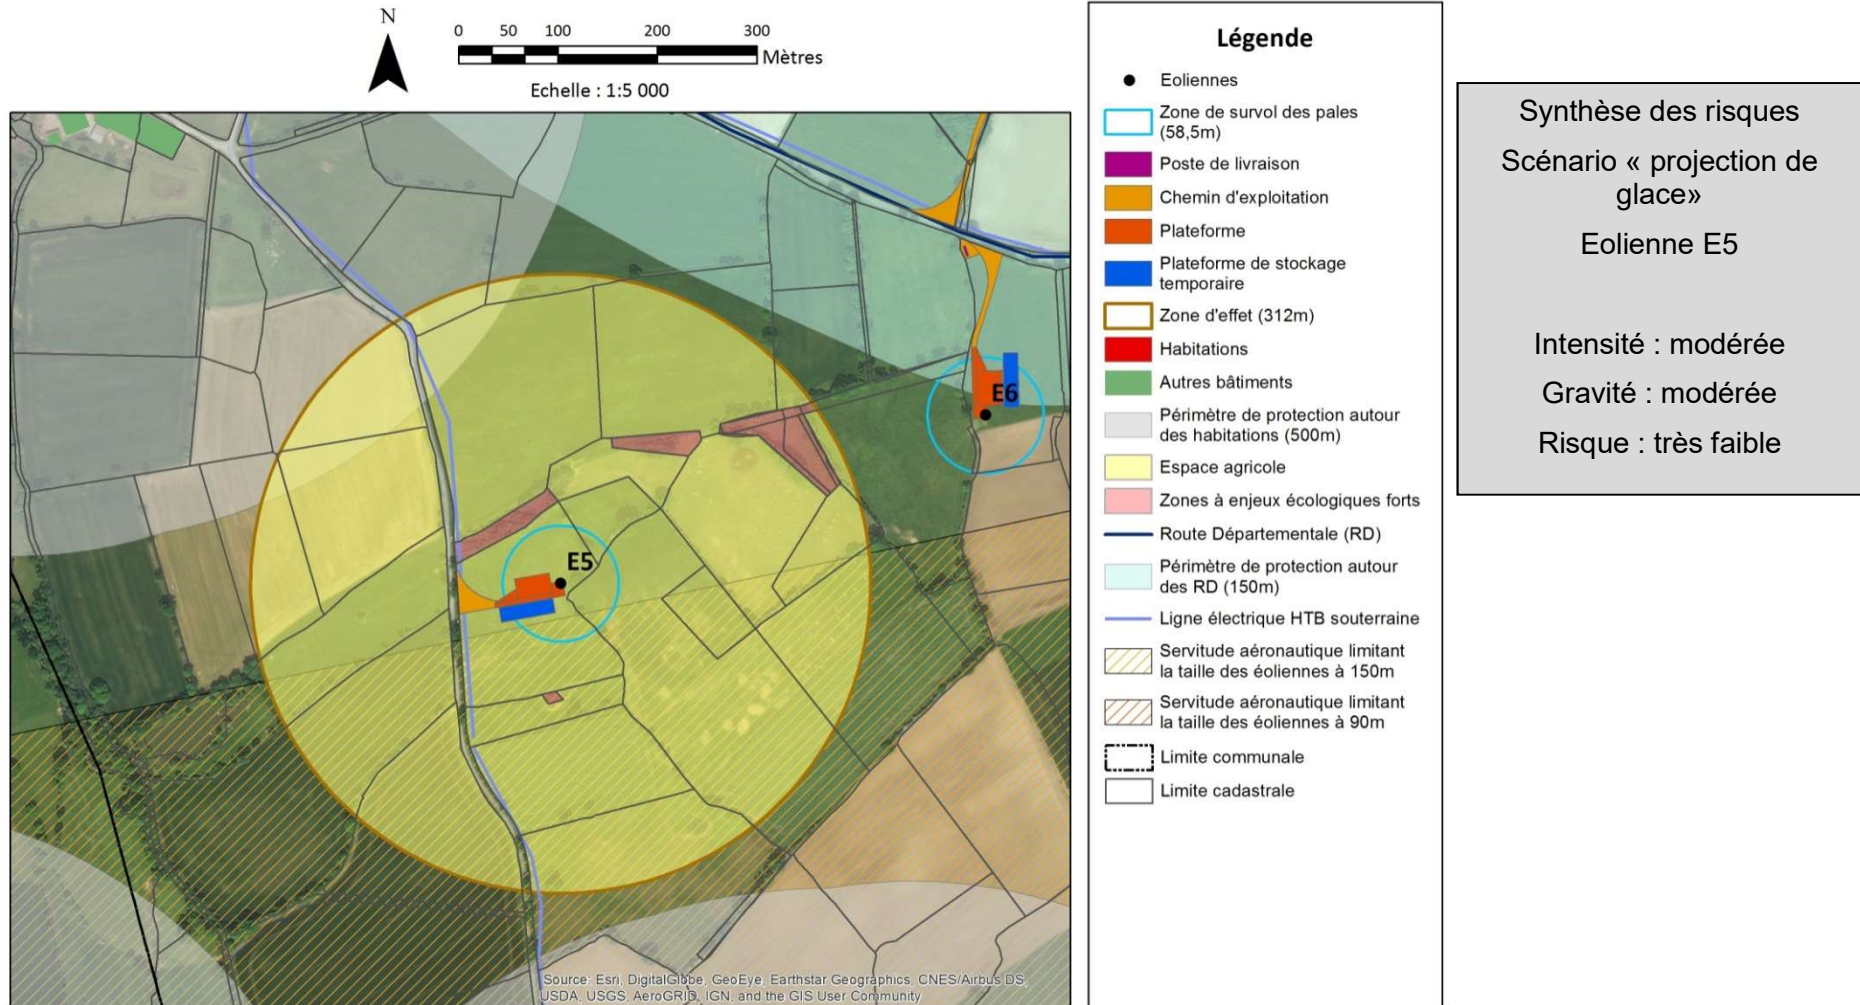 N
0 50 100 200 300
Mètres
Echelle : 1:5 000
E6
E5
Source: Esri, DigitalGlobe, GeoEye, Earthstar Geographics, CNES/Airbus DS,
USDA, USGS, AeroGRID, IGN, and the GIS User Community
Légende
Eoliennes
Zone de survol des pales
(58,5m)
Poste de livraison
Chemin d'exploitation
Plateforme
Plateforme de stockage
temporaire
Zone d'effet (312m)
Habitations
Autres bâtiments
Périmètre de protection autour
des habitations (500m)
Espace agricole
Zones à enjeux écologiques forts
Route Départementale (RD)
Périmètre de protection autour
des RD (150m)
Ligne électrique HTB souterraine
Servitude aéronautique limitant
la taille des éoliennes à 150m
Servitude aéronautique limitant
la taille des éoliennes à 90m
Limite communale
Limite cadastrale
Synthèse des risques
Scénario « projection de
glace»
Eolienne E5
Intensité : modérée
Gravité : modérée
Risque : très faible